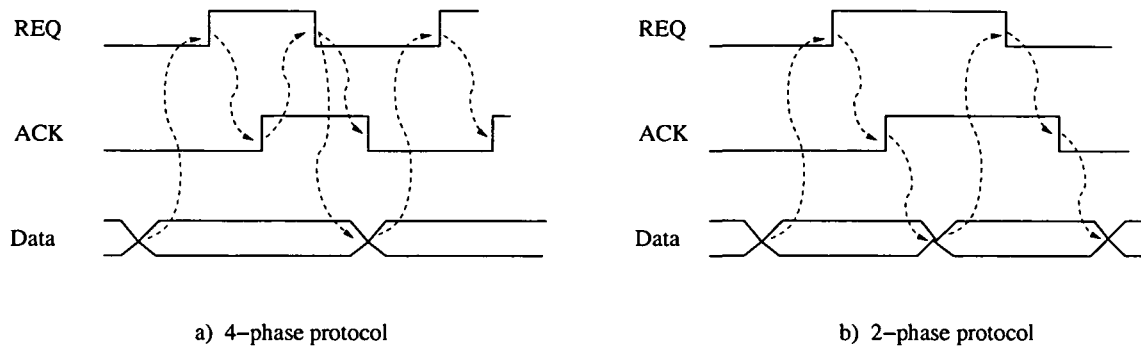 REQ
ACK
Data
a) 4−phase protocol
REQ
ACK
Data
b) 2−phase protocol